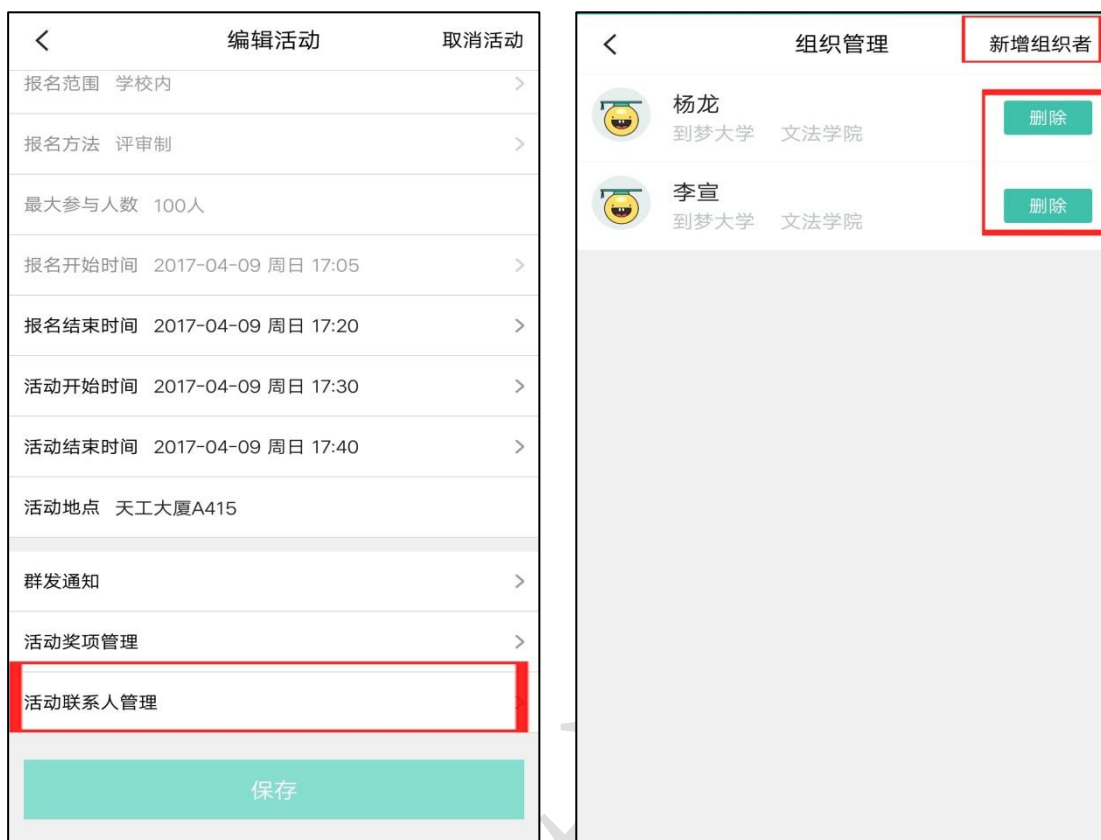 编辑活动
取消活动
报名范围 学校内
报名方法 评审制
最大参与人数 100人
报名开始时间 2017-04-09 周日 17:05
报名结束时间 2017-04-09 周日 17:20
活动开始时间 2017-04-09 周日 17:30
活动结束时间 2017-04-09 周日 17:40
活动地点 天工大厦A415
群发通知
活动奖项管理
活动联系人管理
保存
组织管理
新增组织者
杨龙
到梦大学 文法学院
删除
李宣
到梦大学 文法学院
删除